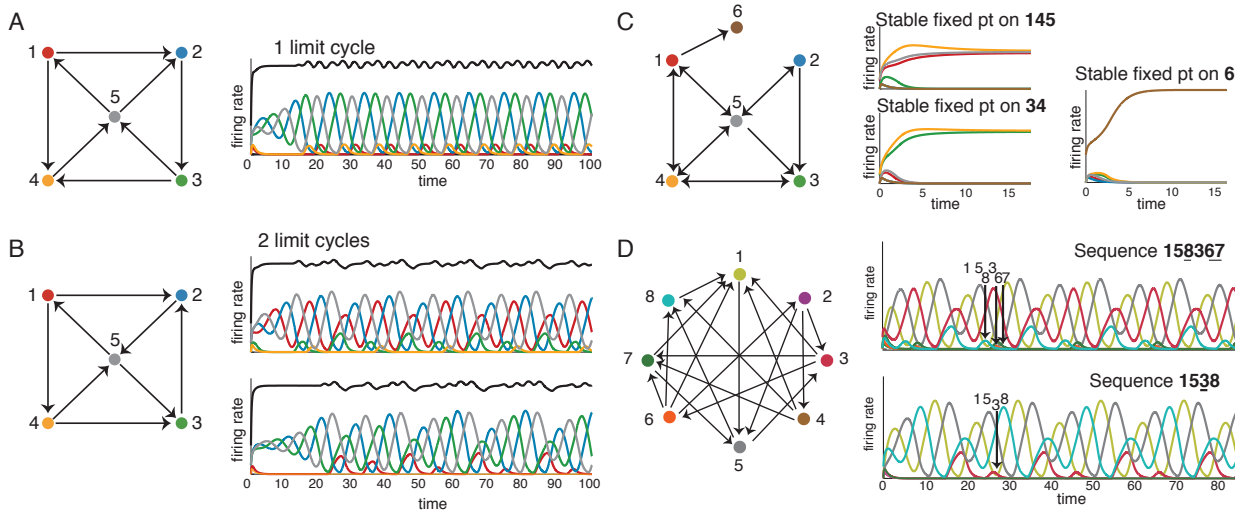 A
1
2
5
4
3
1 limit cycle
firing rate
0 10 20 30 40 50 60 70 80 90 100
time
B
1
2
5
4
3
2 limit cycles
firing rate
firing rate
0 10 20 30 40 50 60 70 80 90 100
time
C
6
1
2
5
4
3
Stable fixed pt on 145
firing rate
Stable fixed pt on 34
firing rate
0 5 10 15
time
Stable fixed pt on 6
firing rate
0 5 10 15
time
D
1
8
2
7
3
6
4
5
Sequence 158367
1 5 3
8 67
firing rate
Sequence 1538
15 8
3
firing rate
0 10 20 30 40 50 60 70 80
time